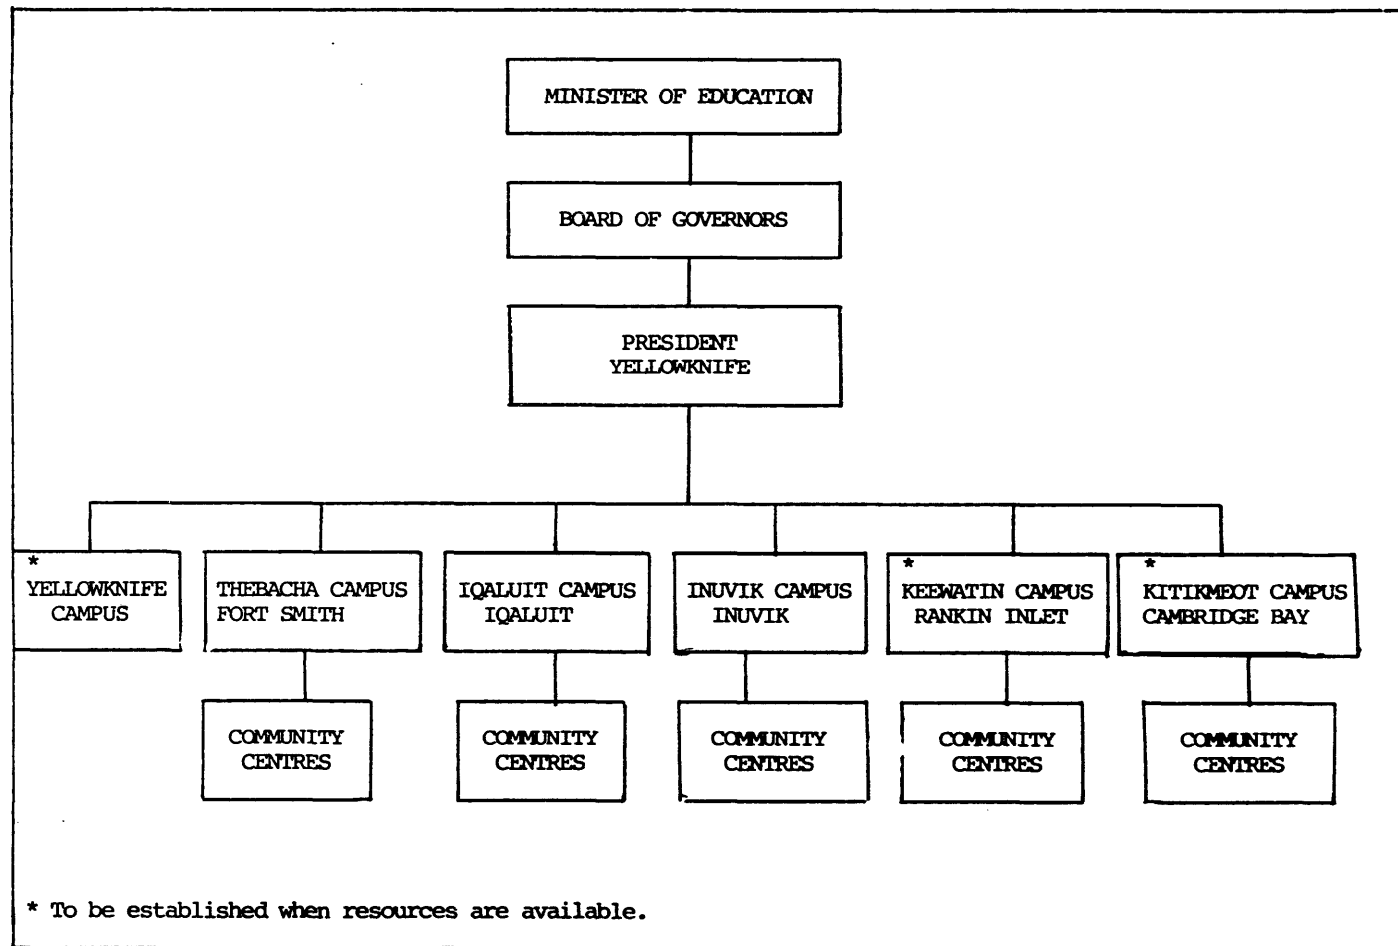 MINISTER OF EDUCATION
BOARD OF GOVERNORS
PRESIDENT
YELLOWKNIFE
*
YELLOWKNIFE
CAMPUS
THEBACHA CAMPUS
FORT SMITH
IQALUIT CAMPUS
IQALUIT
INUVIK CAMPUS
INUVIK
*
KEEWATIN CAMPUS
RANKIN INLET
*
KITIKMEOT CAMPUS
CAMBRIDGE BAY
COMMUNITY
CENTRES
COMMUNITY
CENTRES
COMMUNITY
CENTRES
COMMUNITY
CENTRES
COMMUNITY
CENTRES
* To be established when resources are available.